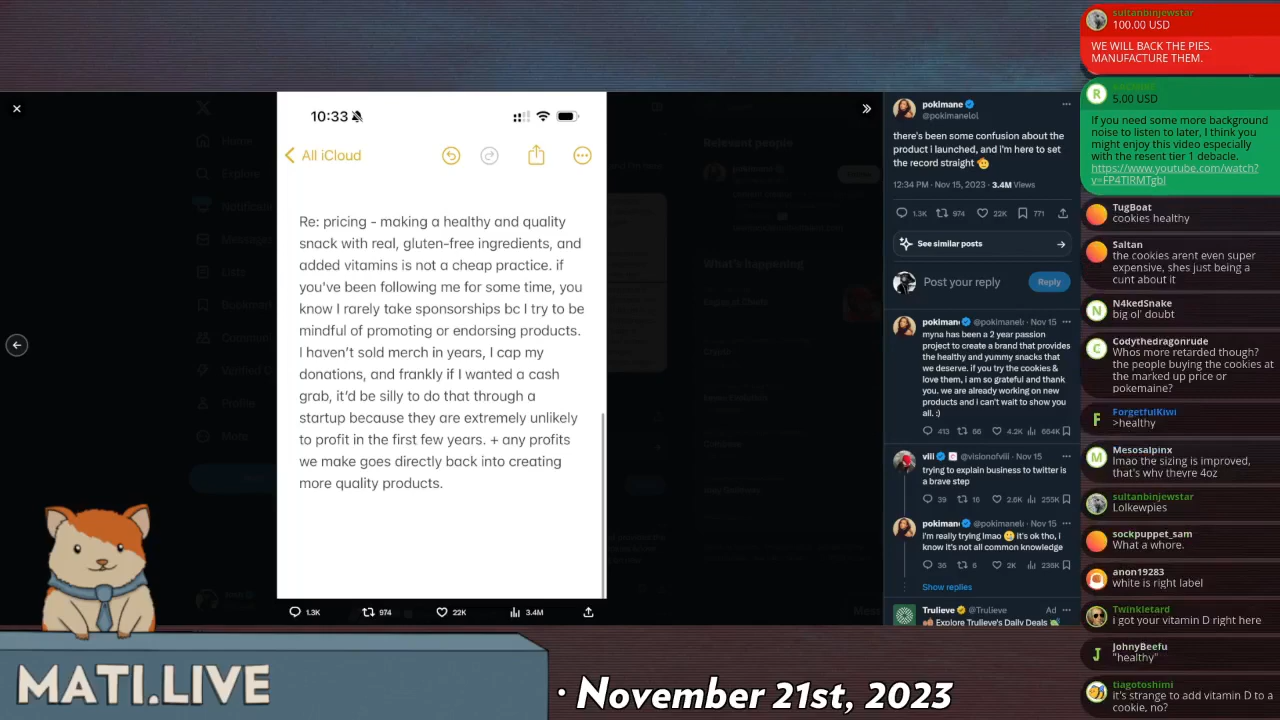 10:33
All iCloud
Re: pricing - making a healthy and quality
snack with real, gluten-free ingredients, and
added vitamins is not a cheap practice. if
you've been following me for some time, you
know I rarely take sponsorships bc I try to be
mindful of promoting or endorsing products.
I haven't sold merch in years, I cap my
donations, and frankly if I wanted a cash
grab, it'd be silly to do that through a
startup because they are extremely unlikely
to profit in the first few years. + any profits
we make goes directly back into creating
more quality products.
1.3K 974 22K 3.4M
pokimane
@pokimanelol
there's been some confusion about the
product i launched, and i'm here to set
the record straight
12:34 PM · Nov 15, 2023 · 3.4M Views
1.3K 974 22K 771
See similar posts
Post your reply
Reply
pokiman @pokimanel · Nov 15
myna has been a 2 year passion
project to create a brand that provides
the healthy and yummy snacks that
we deserve. if you try the cookies &
love them, i am so grateful and thank
you. we are already working on new
products and i can't wait to show you
all. :)
413 66 4.2K 664K
vill @visionofvill · Nov 15
trying to explain business to twitter is
a brave step
39 16 2.6K 255K
pokiman @pokimanel · Nov 15
i'm really trying lmao it's ok tho, i
know it's not all common knowledge
36 6 2K 236K
Show replies
Trulieve @Trulieve Ad
Explore Trulieve's Daily Deals
sultanbinjewstar
100.00 USD
WE WILL BACK THE PIES.
MANUFACTURE THEM.
R
5.00 USD
If you need some more background
noise to listen to later, I think you
might enjoy this video especially
with the resent tier 1 debacle.
https://www.youtube.com/watch?
v=FP4TlRMTgbI
TugBoat
cookies healthy
Saltan
the cookies arent even super
expensive, shes just being a
cunt about it
N
N4kedSnake
big ol' doubt
C
Codythedragonrude
Whos more retarded though?
the people buying the cookies at
the marked up price or
pokemaine?
F
ForgetfulKiwi
>healthy
M
Mesosalpinx
lmao the sizing is improved,
that's why theyre 4oz
sultanbinjewstar
Lolkewpies
sockpuppet_sam
What a whore.
anon19283
white is right label
Twinkletard
i got your vitamin D right here
J
JohnyBeefu
"healthy"
tiagotoshimi
it's strange to add vitamin D to a
cookie, no?
MATI.LIVE
· November 21st, 2023